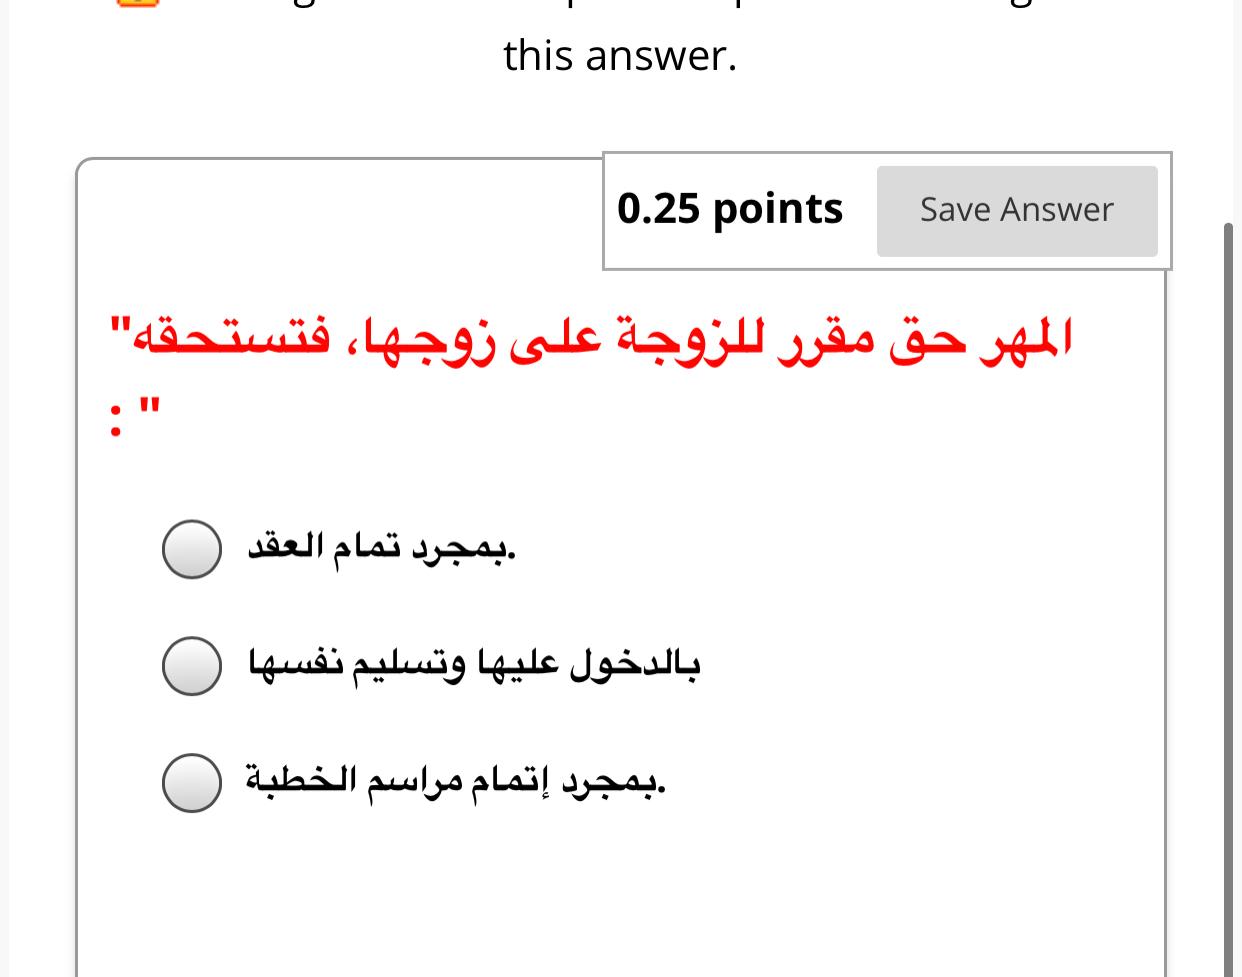 this answer.
0.25 points
Save Answer
المهر حق مقرر للزوجة على زوجها، فتستحقه"
: "
بمجرد تمام العقد.
بالدخول عليها وتسليم نفسها
بمجرد إتمام مراسم الخطبة.